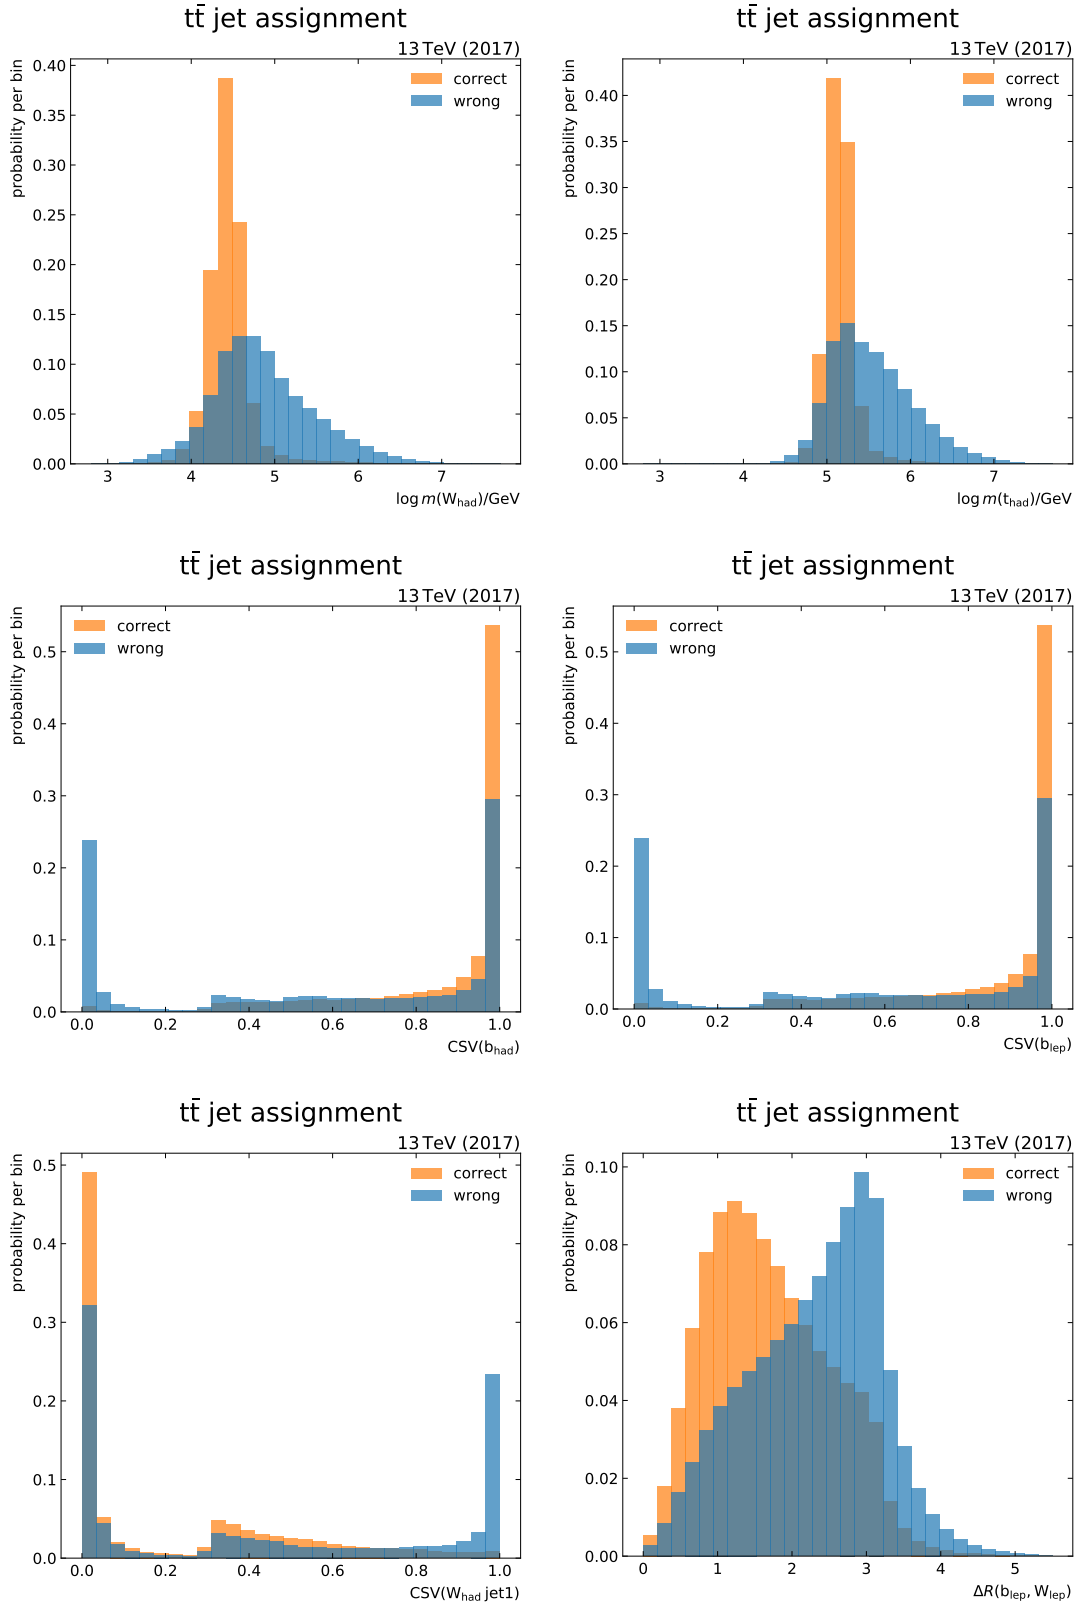 tt̄ jet assignment
13 TeV (2017)
probability per bin
correct
wrong
0.40
0.35
0.30
0.25
0.20
0.15
0.10
0.05
0.00
3 4 5 6 7
log m(W_had)/GeV
tt̄ jet assignment
13 TeV (2017)
probability per bin
correct
wrong
0.40
0.35
0.30
0.25
0.20
0.15
0.10
0.05
0.00
3 4 5 6 7
log m(t_had)/GeV
tt̄ jet assignment
13 TeV (2017)
probability per bin
correct
wrong
0.5
0.4
0.3
0.2
0.1
0.0
0.0 0.2 0.4 0.6 0.8 1.0
CSV(b_had)
tt̄ jet assignment
13 TeV (2017)
probability per bin
correct
wrong
0.5
0.4
0.3
0.2
0.1
0.0
0.0 0.2 0.4 0.6 0.8 1.0
CSV(b_lep)
tt̄ jet assignment
13 TeV (2017)
probability per bin
correct
wrong
0.5
0.4
0.3
0.2
0.1
0.0
0.0 0.2 0.4 0.6 0.8 1.0
CSV(W_had jet1)
tt̄ jet assignment
13 TeV (2017)
probability per bin
correct
wrong
0.10
0.08
0.06
0.04
0.02
0.00
0 1 2 3 4 5
ΔR(b_lep, W_lep)